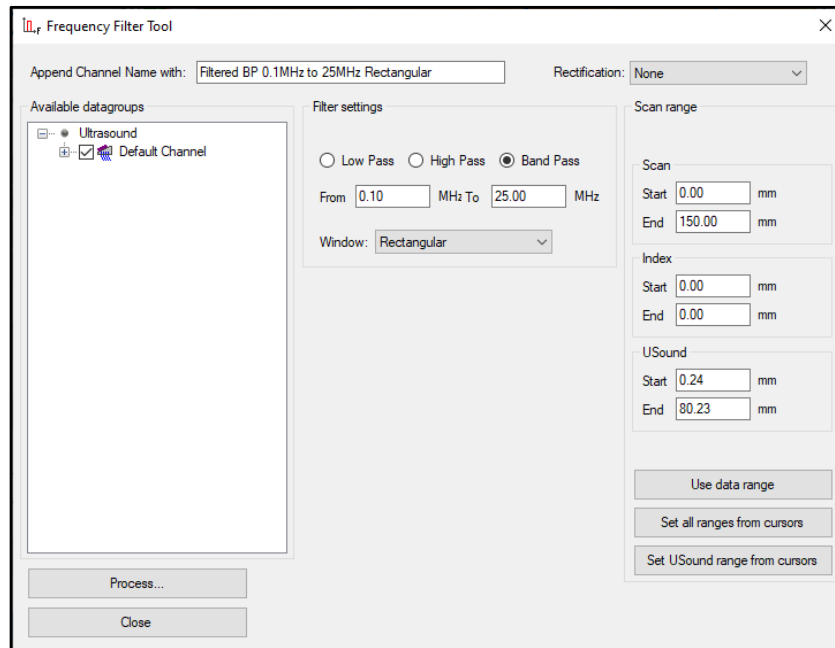 Frequency Filter Tool
Append Channel Name with: Filtered BP 0.1MHz to 25MHz Rectangular Rectification: None
Available datagroups
Ultrasound
Default Channel
Process...
Close
Filter settings
Low Pass High Pass Band Pass
From 0.10 MHz To 25.00 MHz
Window: Rectangular
Scan range
Scan
Start 0.00 mm
End 150.00 mm
Index
Start 0.00 mm
End 0.00 mm
USound
Start 0.24 mm
End 80.23 mm
Use data range
Set all ranges from cursors
Set USound range from cursors